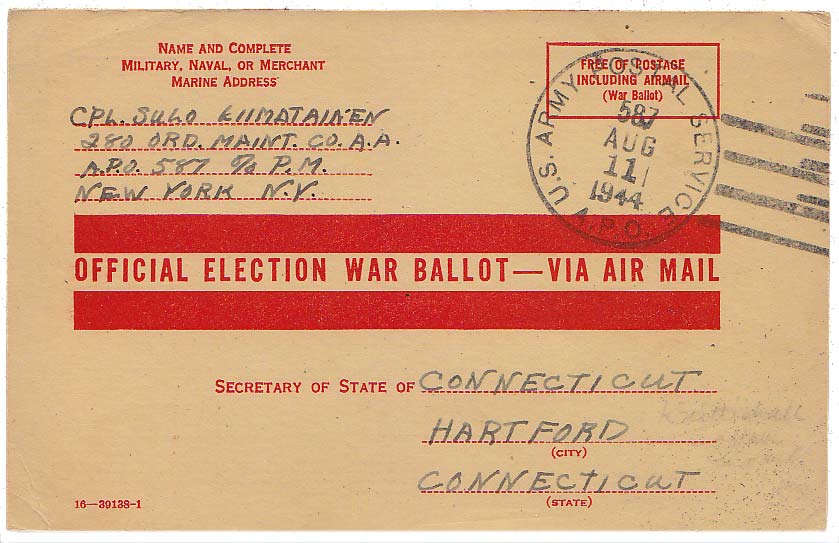 NAME AND COMPLETE
MILITARY, NAVAL, OR MERCHANT
MARINE ADDRESS
CPL. SULO KIIMATAINEN
280 ORD. MAINT. CO. A.A.
A.P.O. 587 % P.M.
NEW YORK N.Y.
FREE OF POSTAGE
INCLUDING AIRMAIL
(War Ballot)
U.S. ARMY POSTAL SERVICE
587
AUG
11
1944
A.P.O.
OFFICIAL ELECTION WAR BALLOT—VIA AIR MAIL
SECRETARY OF STATE OF CONNECTICUT
HARTFORD
(CITY)
CONNECTICUT
(STATE)
16—39138-1